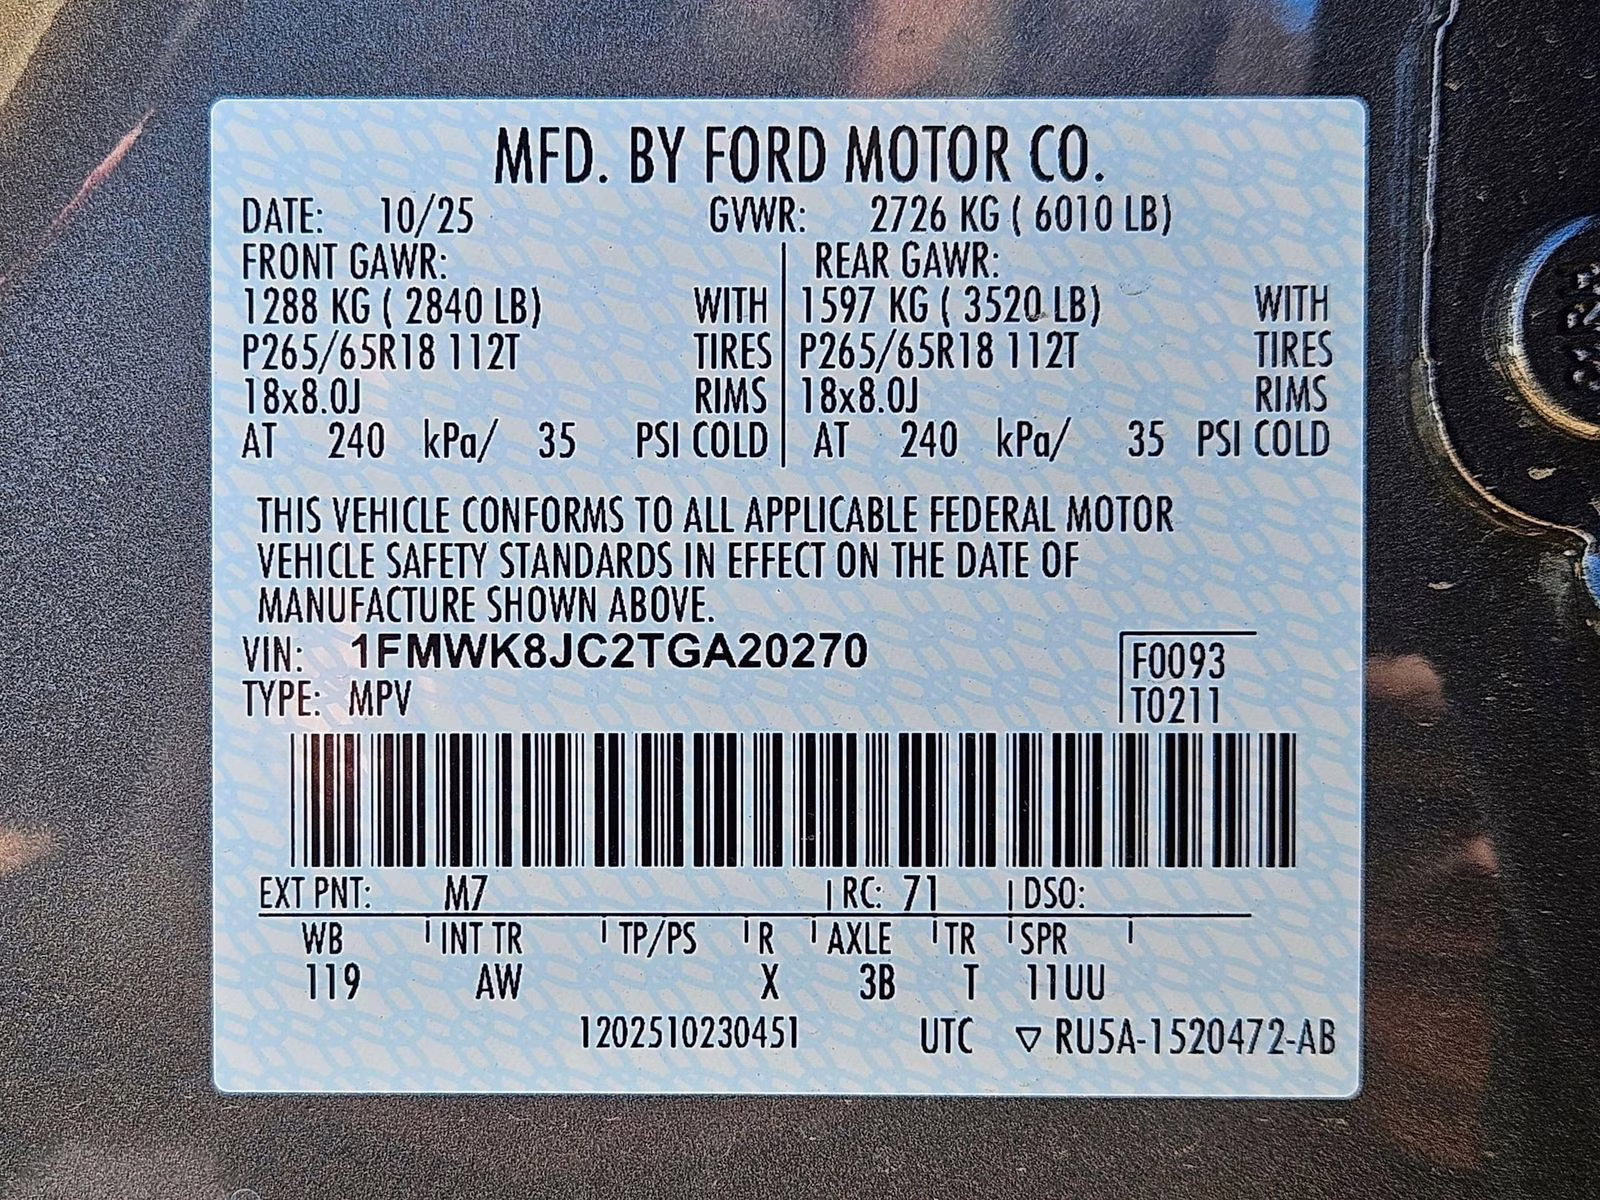 MFD. BY FORD MOTOR CO.
DATE: 10/25 GVWR: 2726 KG ( 6010 LB)
FRONT GAWR: REAR GAWR:
1288 KG ( 2840 LB) WITH 1597 KG ( 3520 LB) WITH
P265/65R18 112T TIRES P265/65R18 112T TIRES
18x8.0J RIMS 18x8.0J RIMS
AT 240 kPa/ 35 PSI COLD AT 240 kPa/ 35 PSI COLD
THIS VEHICLE CONFORMS TO ALL APPLICABLE FEDERAL MOTOR
VEHICLE SAFETY STANDARDS IN EFFECT ON THE DATE OF
MANUFACTURE SHOWN ABOVE.
VIN: 1FMWK8JC2TGA20270 F0093
TYPE: MPV T0211
EXT PNT: M7 RC: 71 DSO:
WB INT TR TP/PS R AXLE TR SPR
119 AW X 3B T 11UU
1202510230451 UTC ▽ RU5A-1520472-AB